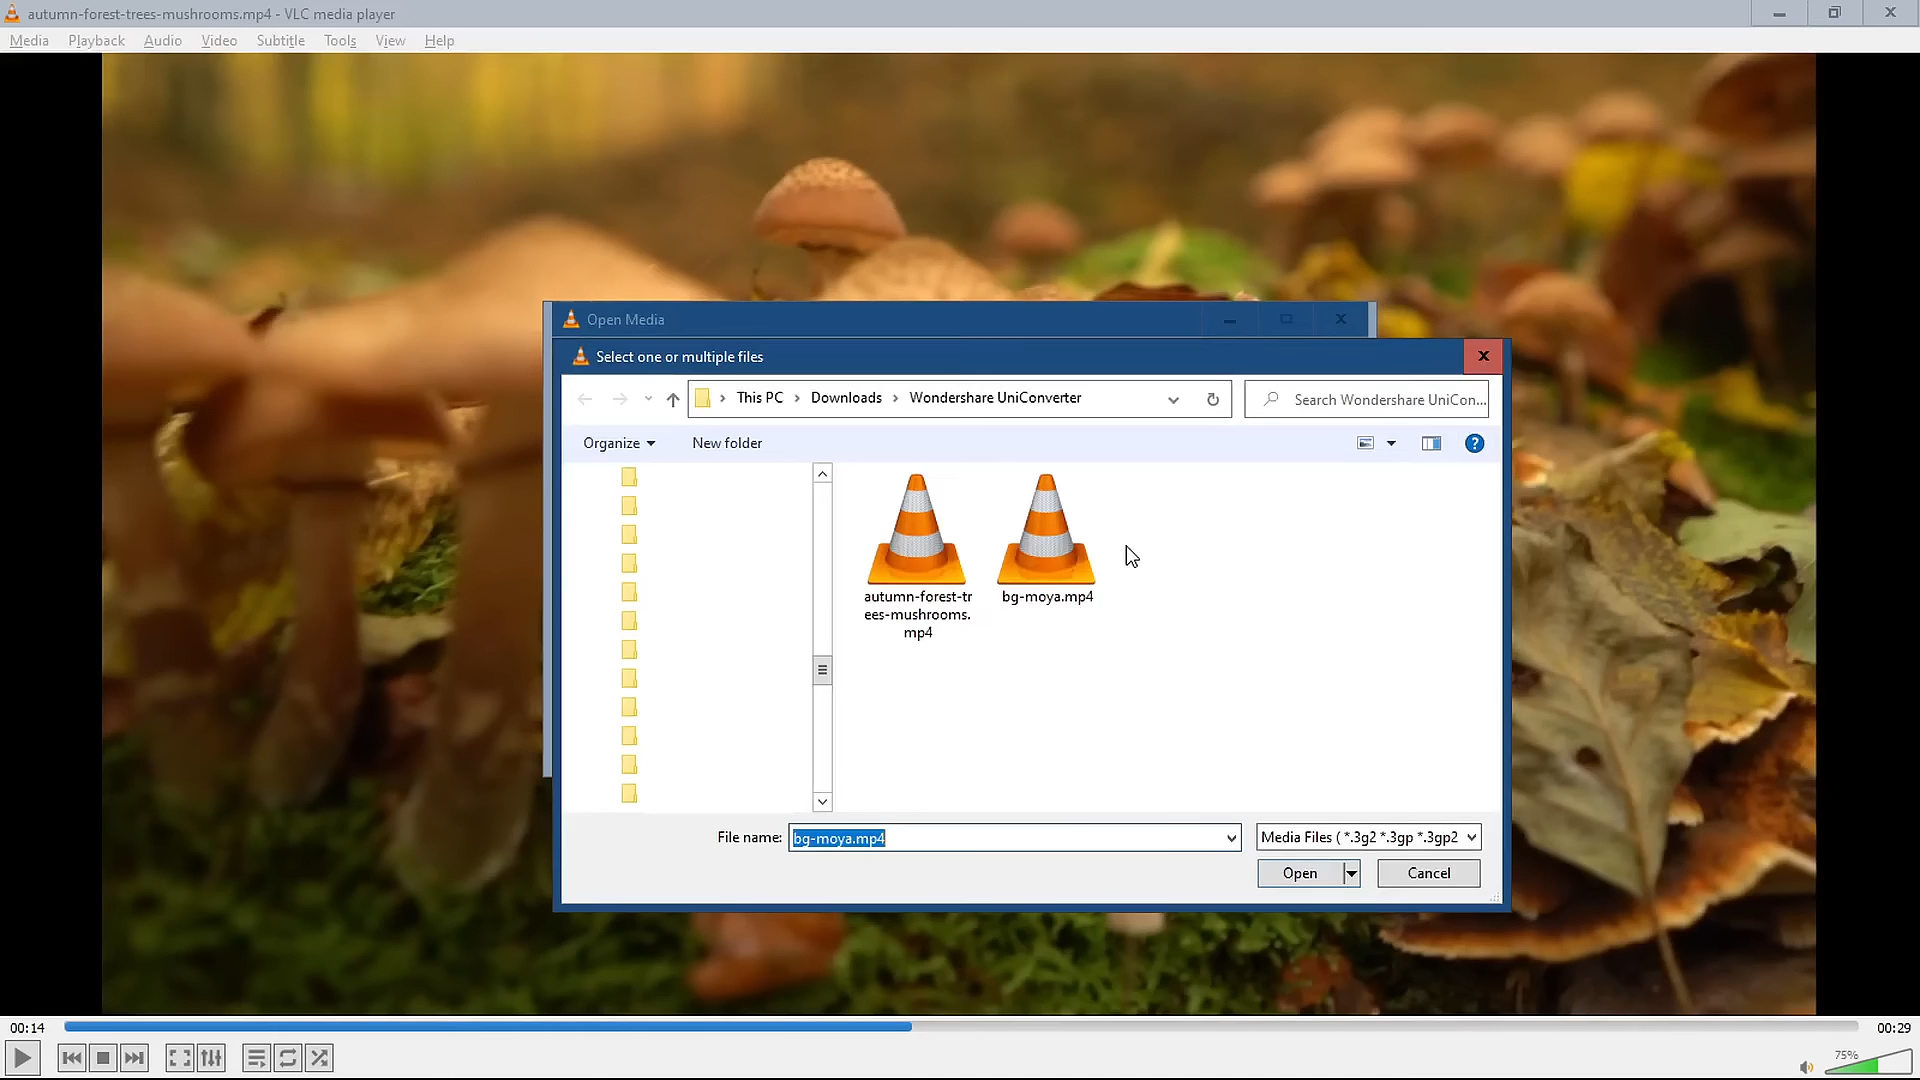 autumn-forest-trees-mushrooms.mp4 - VLC media player
Media Playback Audio Video Subtitle Tools View Help
Open Media
Select one or multiple files
This PC > Downloads > Wondershare UniConverter
Search Wondershare UniCon...
Organize New folder
autumn-forest-tr
ees-mushrooms.
mp4
bg-moya.mp4
File name: bg-moya.mp4
Media Files ( *.3g2 *.3gp *.3gp2
Open Cancel
00:14
00:29
75%